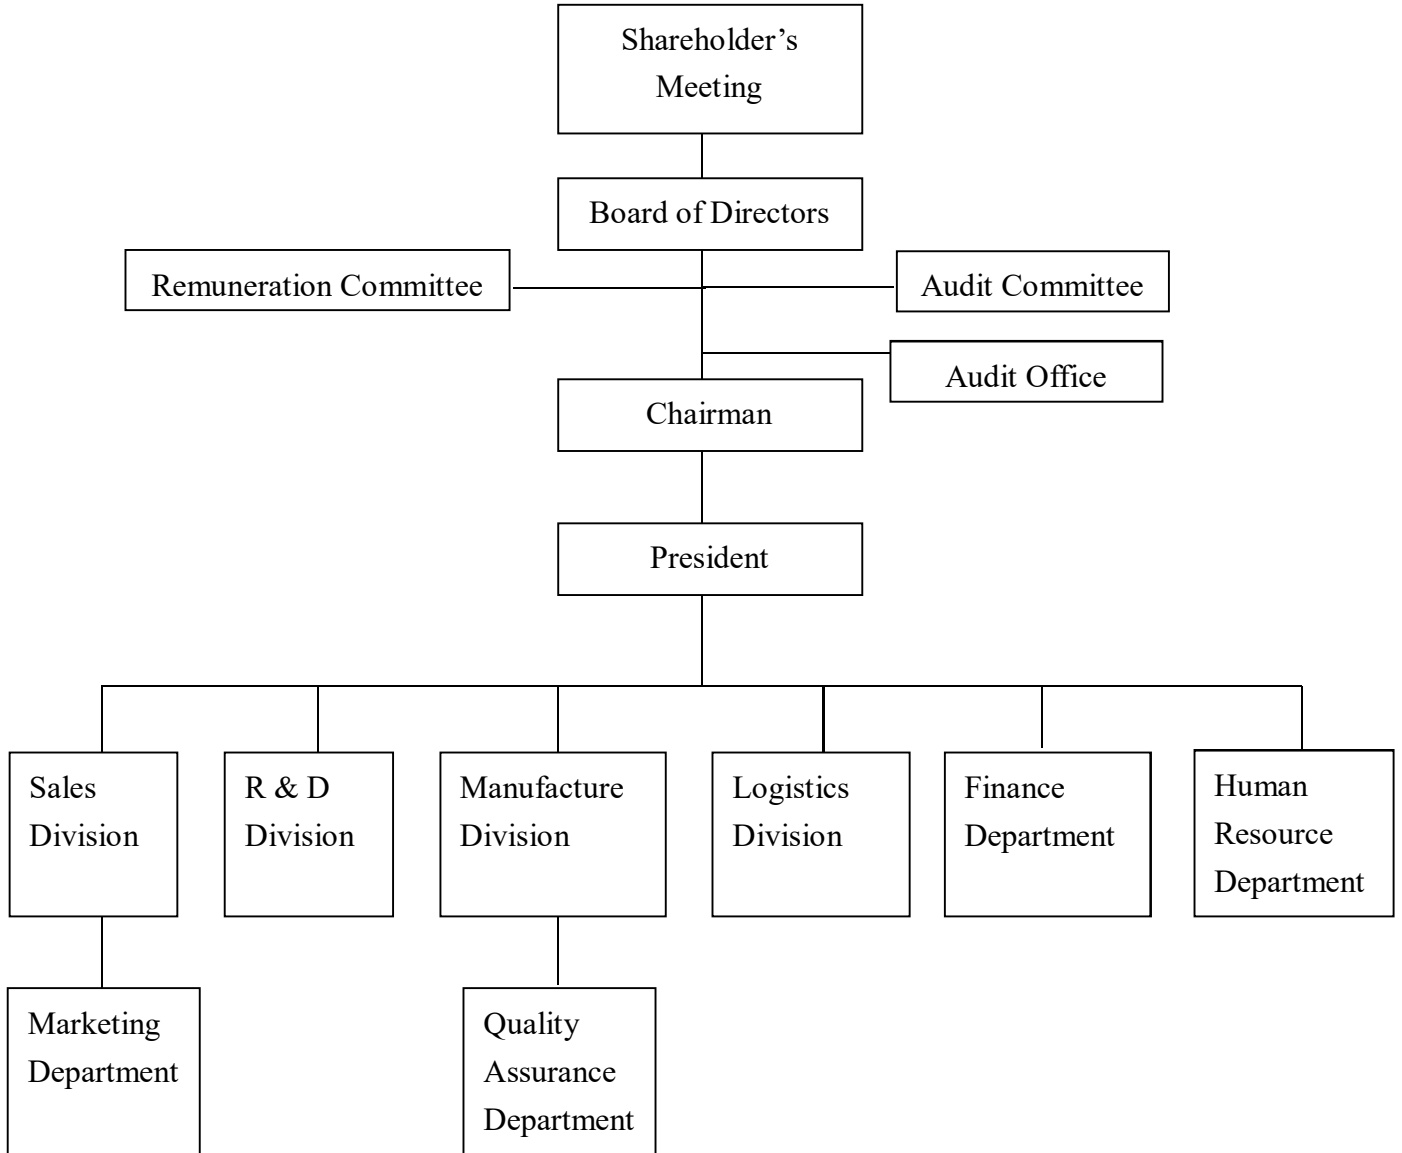 Shareholder’s
Meeting
Board of Directors
Remuneration Committee
Audit Committee
Audit Office
Chairman
President
Sales
Division
R & D
Division
Manufacture
Division
Logistics
Division
Finance
Department
Human
Resource
Department
Marketing
Department
Quality
Assurance
Department